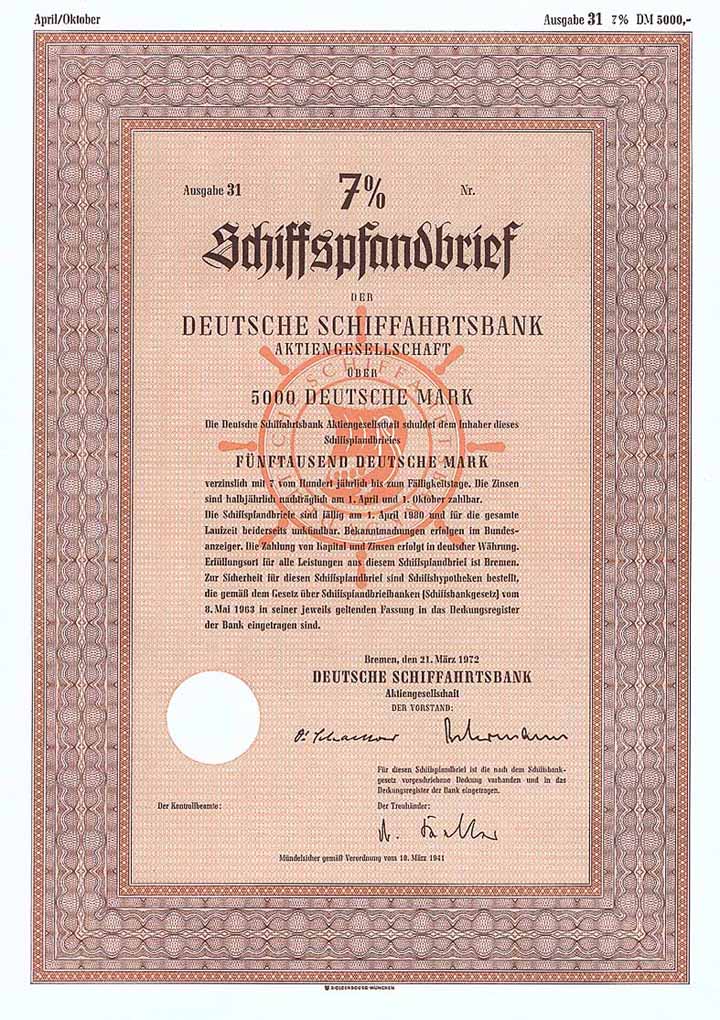 April/Oktober
Ausgabe 31 7% DM 5000,-
Ausgabe 31
7%
Nr.
Schiffspfandbrief
DER
DEUTSCHE SCHIFFAHRTSBANK
AKTIENGESELLSCHAFT
ÜBER
5000 DEUTSCHE MARK
Die Deutsche Schiffahrtsbank Aktiengesellschaft schuldet dem Inhaber dieses
Schiffspfandbriefes
FÜNFTAUSEND DEUTSCHE MARK
verzinslich mit 7 vom Hundert jährlich bis zum Fälligkeitstage. Die Zinsen
sind halbjährlich nachträglich am 1. April und 1. Oktober zahlbar.
Die Schiffspfandbriefe sind fällig am 1. April 1980 und für die gesamte
Laufzeit beiderseits unkündbar. Bekanntmachungen erfolgen im Bundes-
anzeiger. Die Zahlung von Kapital und Zinsen erfolgt in deutscher Währung.
Erfüllungsort für alle Leistungen aus diesem Schiffspfandbrief ist Bremen.
Zur Sicherheit für diesen Schiffspfandbrief sind Schiffshypotheken bestellt,
die gemäß dem Gesetz über Schiffspfandbriefbanken (Schiffsbankgesetz) vom
8. Mai 1963 in seiner jeweils geltenden Fassung in das Deckungsregister
der Bank eingetragen sind.
Bremen, den 21. März 1972
DEUTSCHE SCHIFFAHRTSBANK
Aktiengesellschaft
DER VORSTAND:
Für diesen Schiffspfandbrief ist die nach dem Schiffsbank-
gesetz vorgeschriebene Deckung vorhanden und in das
Deckungsregister der Bank eingetragen.
Der Kontrollbeamte:
Der Treuhänder:
Mündelsicher gemäß Verordnung vom 18. März 1941